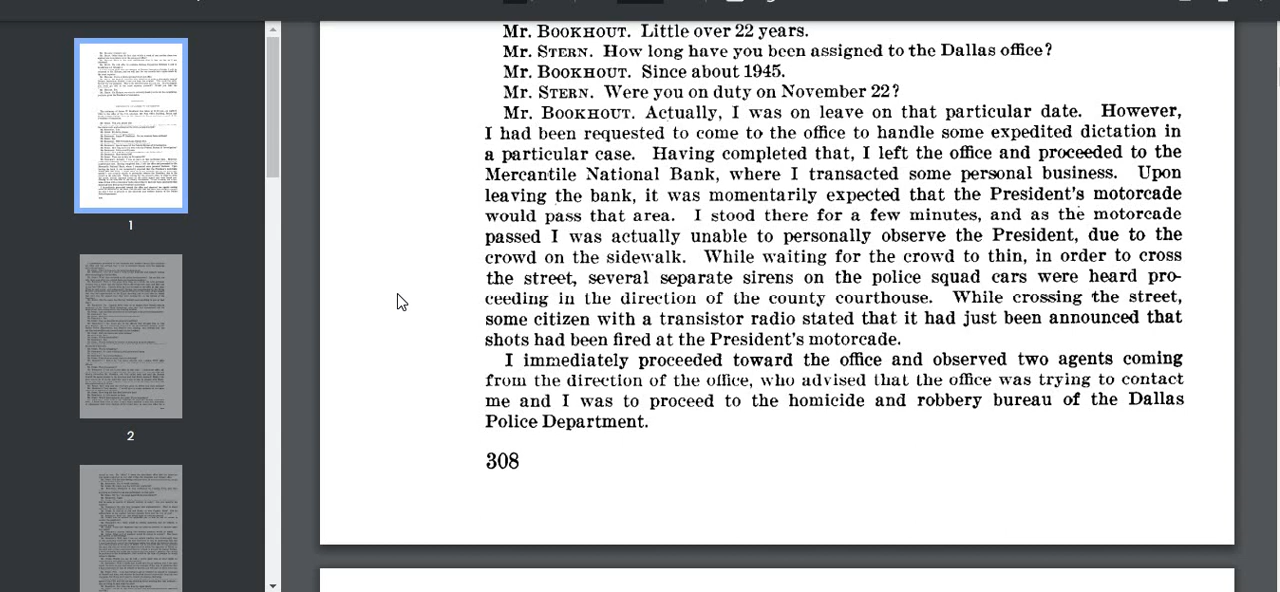 Mr. BOOKHOUT. Little over 22 years.
Mr. STERN. How long have you been assigned to the Dallas office?
Mr. BOOKHOUT. Since about 1945.
Mr. STERN. Were you on duty on November 22?
Mr. BOOKHOUT. Actually, I was on leave on that particular date. However,
I had been requested to come to the office to handle some expedited dictation in
a particular case. Having completed that, I left the office and proceeded to the
Mercantile National Bank, where I transacted some personal business. Upon
leaving the bank, it was momentarily expected that the President's motorcade
would pass that area. I stood there for a few minutes, and as the motorcade
passed I was actually unable to personally observe the President, due to the
crowd on the sidewalk. While waiting for the crowd to thin, in order to cross
the street, several separate sirens on the police squad cars were heard pro-
ceeding in the direction of the county courthouse. While crossing the street,
some citizen with a transistor radio stated that it had just been announced that
shots had been fired at the President's motorcade.
I immediately proceeded toward the office and observed two agents coming
from the direction of the office, who advised that the office was trying to contact
me and I was to proceed to the homicide and robbery bureau of the Dallas
Police Department.
308
1
2